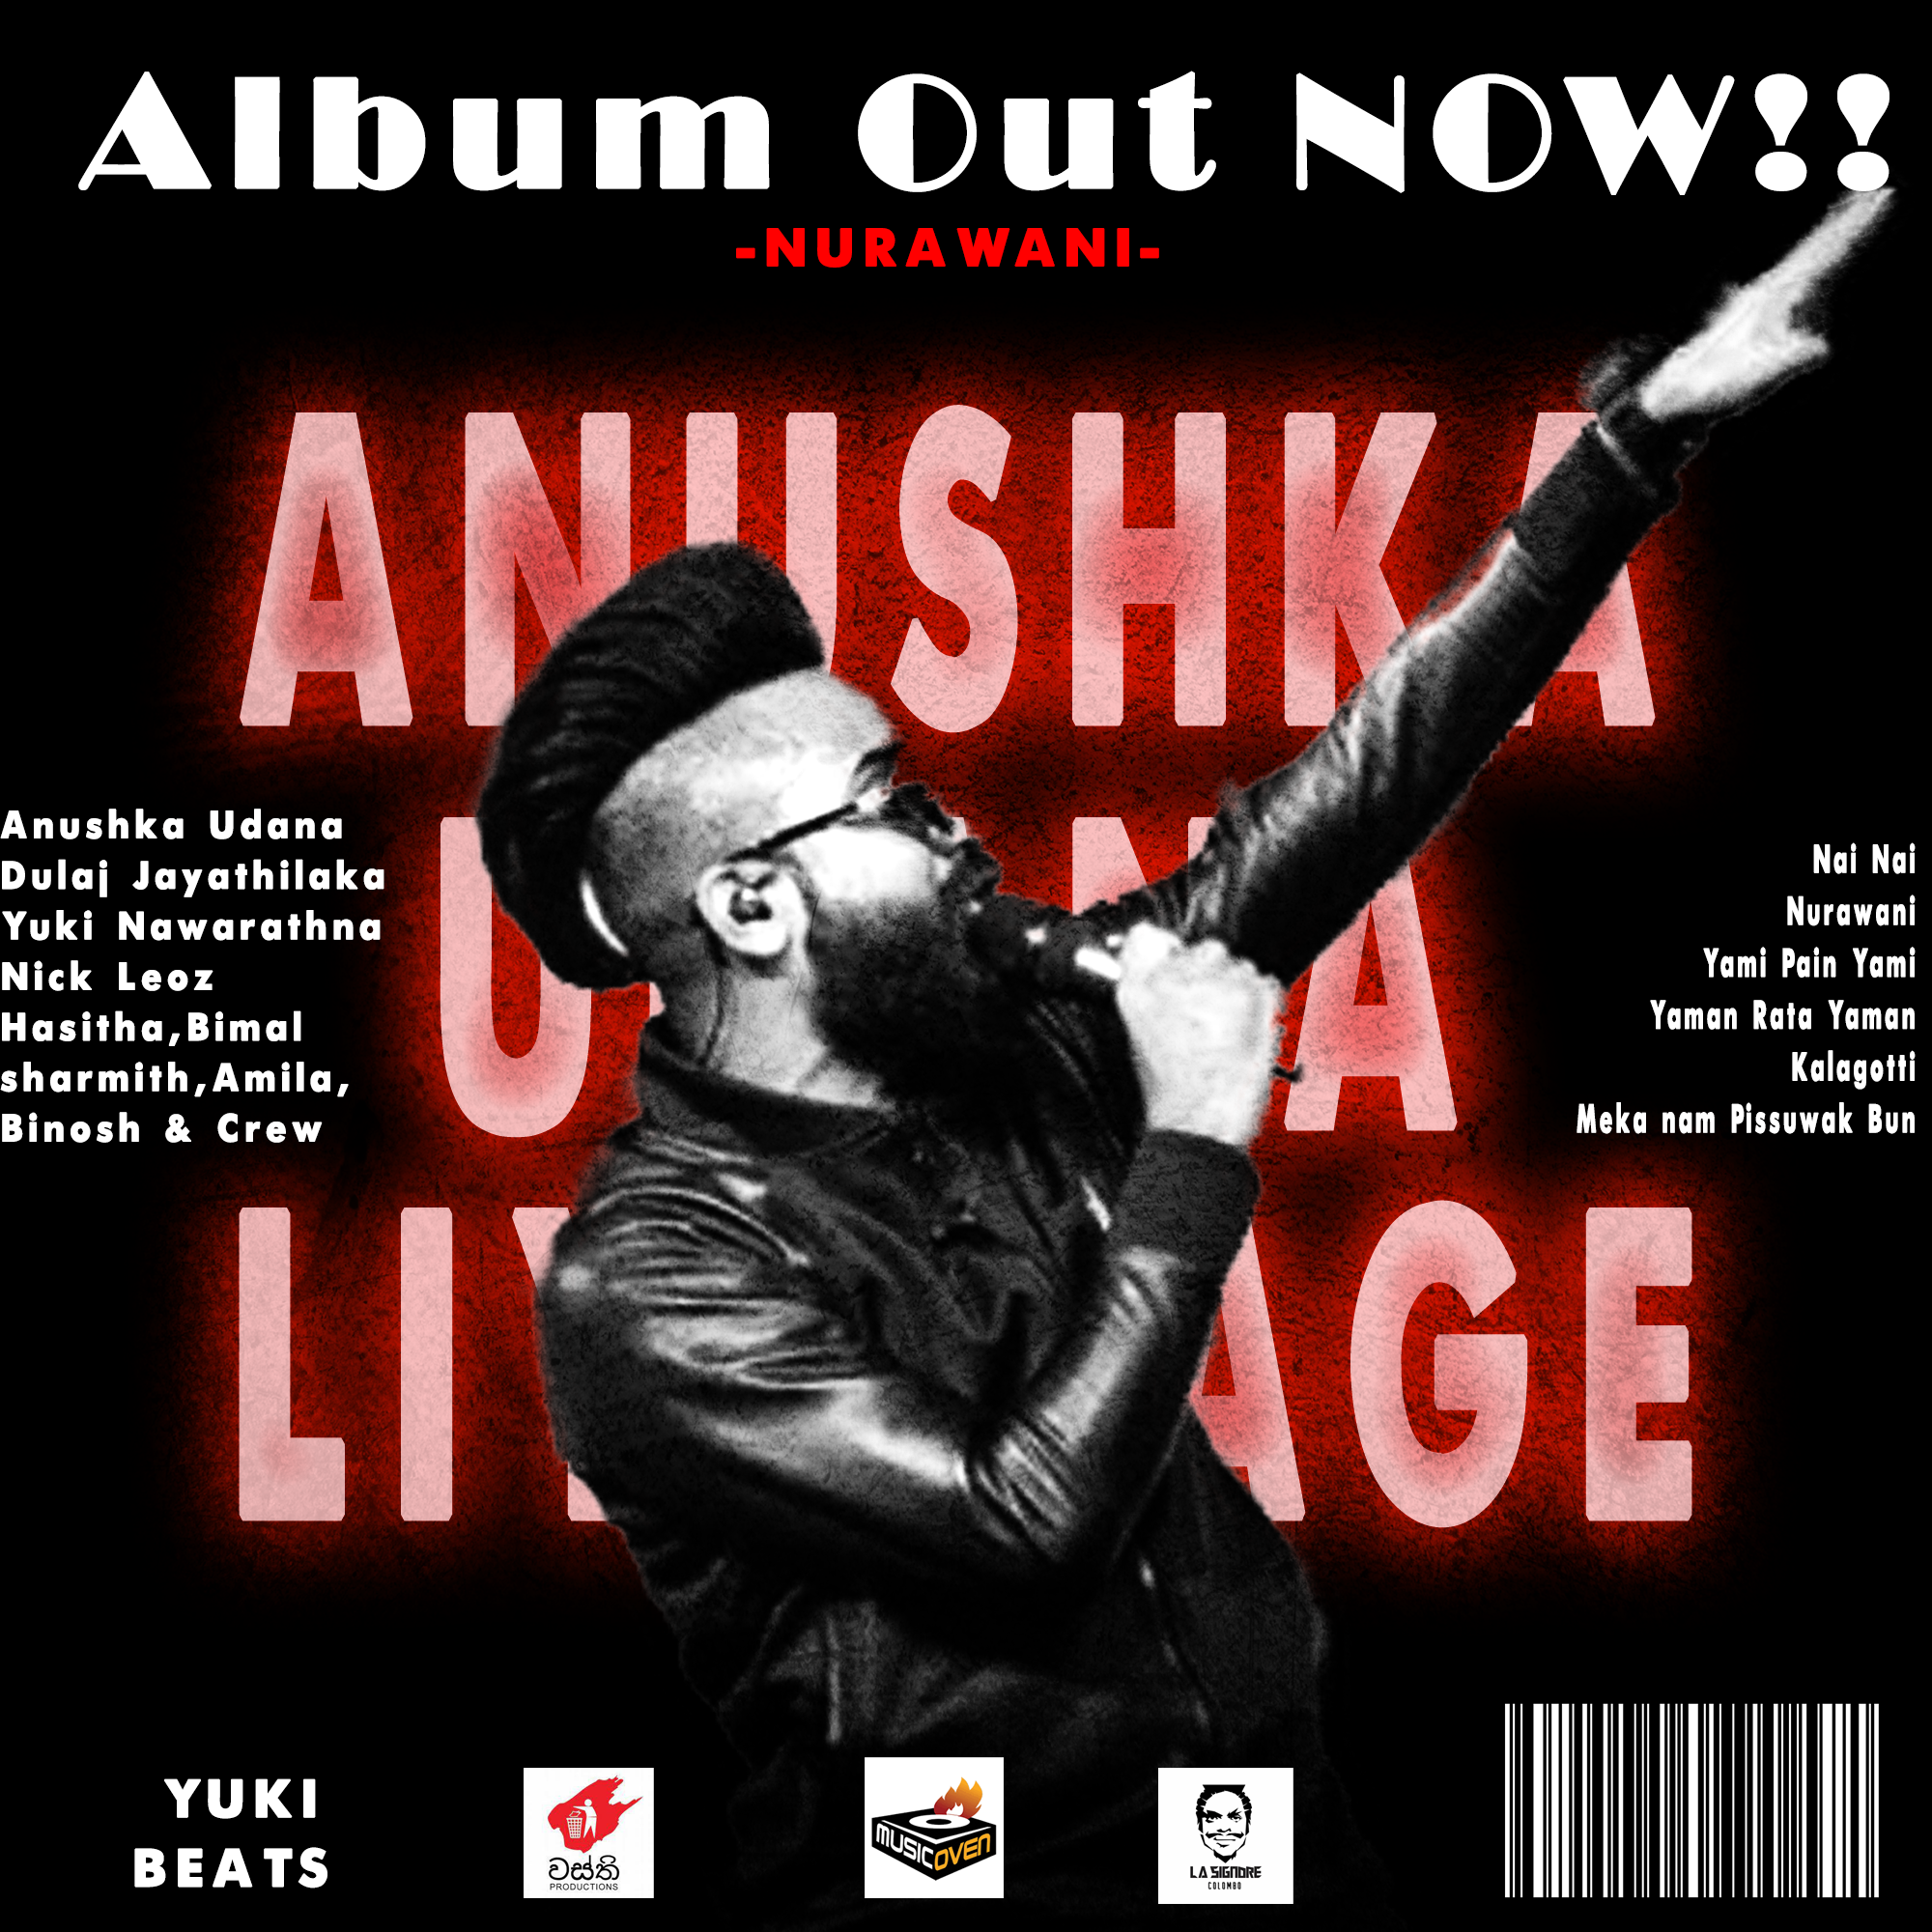 Album Out NOW!!
-NURAWANI-
ANUSHKA
Anushka Udana
Dulaj Jayathilaka
Yuki Nawarathna
Nick Leoz
Hasitha,Bimal
sharmith,Amila,
Binosh & Crew
Nai Nai
Nurawani
Yami Pain Yami
Yaman Rata Yaman
Kalagotti
Meka nam Pissuwak Bun
YUKI
BEATS
වස්ති
PRODUCTIONS
MUSIC OVEN
LA SIGNORE
COLOMBO